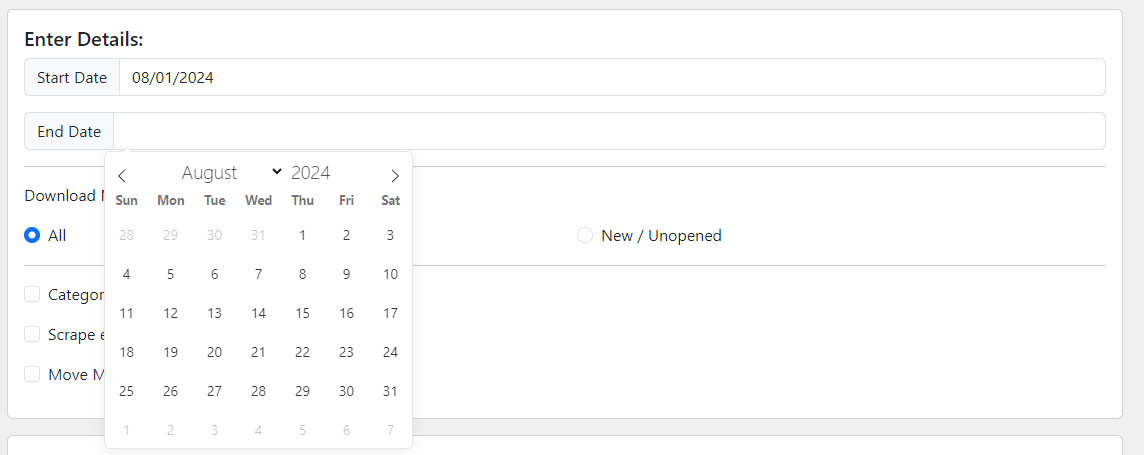 Enter Details:
Start Date 08/01/2024
End Date
August 2024
Sun Mon Tue Wed Thu Fri Sat
28 29 30 31 1 2 3
4 5 6 7 8 9 10
11 12 13 14 15 16 17
18 19 20 21 22 23 24
25 26 27 28 29 30 31
1 2 3 4 5 6 7
Download
All New / Unopened
Scrape
Move